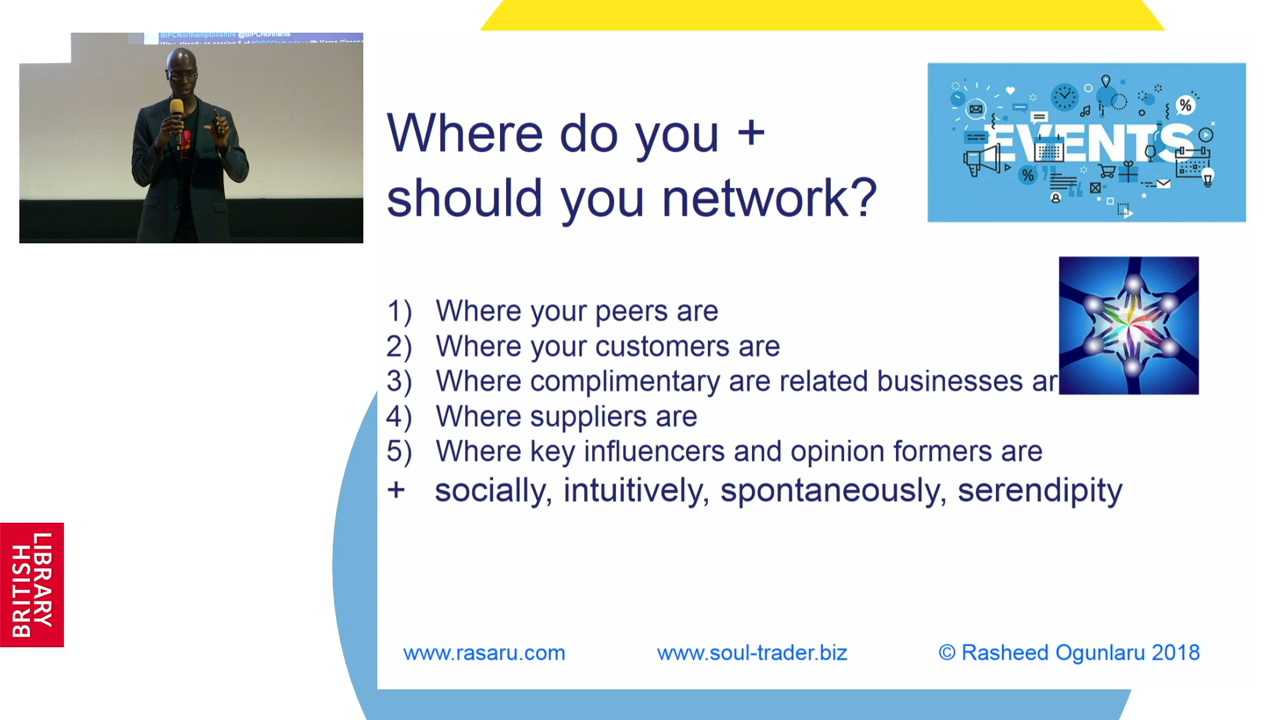 BIPCNorthamptonshire @BIPCNorthants
Where do you +
should you network?
EVENTS
%
%
1) Where your peers are
2) Where your customers are
3) Where complimentary are related businesses ar
4) Where suppliers are
5) Where key influencers and opinion formers are
+ socially, intuitively, spontaneously, serendipity
LIBRARY
BRITISH
www.rasaru.com www.soul-trader.biz © Rasheed Ogunlaru 2018